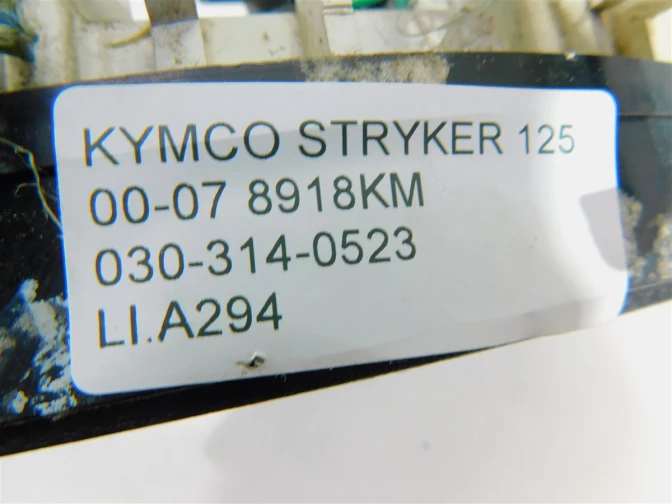 KYMCO STRYKER 125
00-07 8918KM
030-314-0523
LI.A294